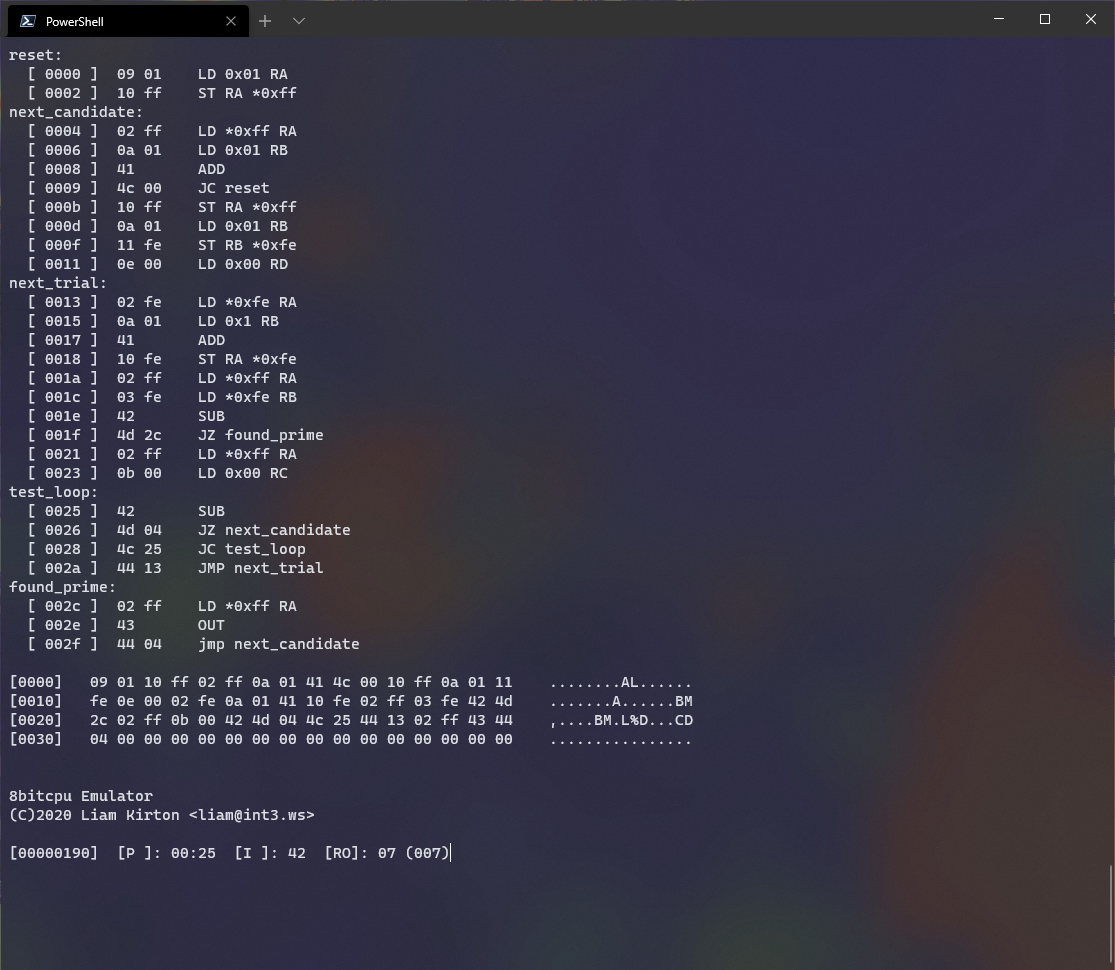 PowerShell
reset:
[ 0000 ] 09 01 LD 0x01 RA
[ 0002 ] 10 ff ST RA *0xff
next_candidate:
[ 0004 ] 02 ff LD *0xff RA
[ 0006 ] 0a 01 LD 0x01 RB
[ 0008 ] 41 ADD
[ 0009 ] 4c 00 JC reset
[ 000b ] 10 ff ST RA *0xff
[ 000d ] 0a 01 LD 0x01 RB
[ 000f ] 11 fe ST RB *0xfe
[ 0011 ] 0e 00 LD 0x00 RD
next_trial:
[ 0013 ] 02 fe LD *0xfe RA
[ 0015 ] 0a 01 LD 0x1 RB
[ 0017 ] 41 ADD
[ 0018 ] 10 fe ST RA *0xfe
[ 001a ] 02 ff LD *0xff RA
[ 001c ] 03 fe LD *0xfe RB
[ 001e ] 42 SUB
[ 001f ] 4d 2c JZ found_prime
[ 0021 ] 02 ff LD *0xff RA
[ 0023 ] 0b 00 LD 0x00 RC
test_loop:
[ 0025 ] 42 SUB
[ 0026 ] 4d 04 JZ next_candidate
[ 0028 ] 4c 25 JC test_loop
[ 002a ] 44 13 JMP next_trial
found_prime:
[ 002c ] 02 ff LD *0xff RA
[ 002e ] 43 OUT
[ 002f ] 44 04 jmp next_candidate
[0000] 09 01 10 ff 02 ff 0a 01 41 4c 00 10 ff 0a 01 11 ........AL......
[0010] fe 0e 00 02 fe 0a 01 41 10 fe 02 ff 03 fe 42 4d .......A......BM
[0020] 2c 02 ff 0b 00 42 4d 04 4c 25 44 13 02 ff 43 44 ,....BM.L%D...CD
[0030] 04 00 00 00 00 00 00 00 00 00 00 00 00 00 00 00 ................
8bitcpu Emulator
(C)2020 Liam Kirton <liam@int3.ws>
[00000190] [P ]: 00:25 [I ]: 42 [RO]: 07 (007)